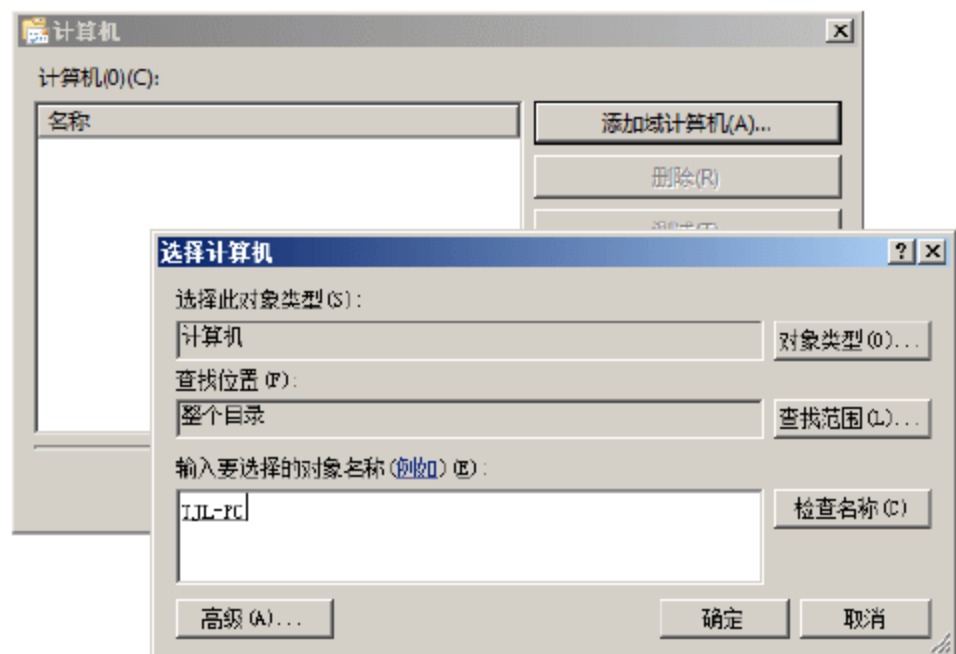 计算机
计算机(0)(C):
名称
添加域计算机(A)...
删除(R)
测试(T)
选择计算机
选择此对象类型(S):
计算机
对象类型(O)...
查找位置(F):
整个目录
查找范围(L)...
输入要选择的对象名称(例如)(E):
TJL-PC
检查名称(C)
高级(A)...
确定
取消